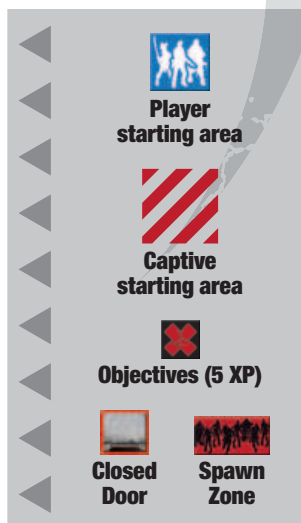 Player
starting area
Captive
starting area
Objectives (5 XP)
Closed
Door
Spawn
Zone